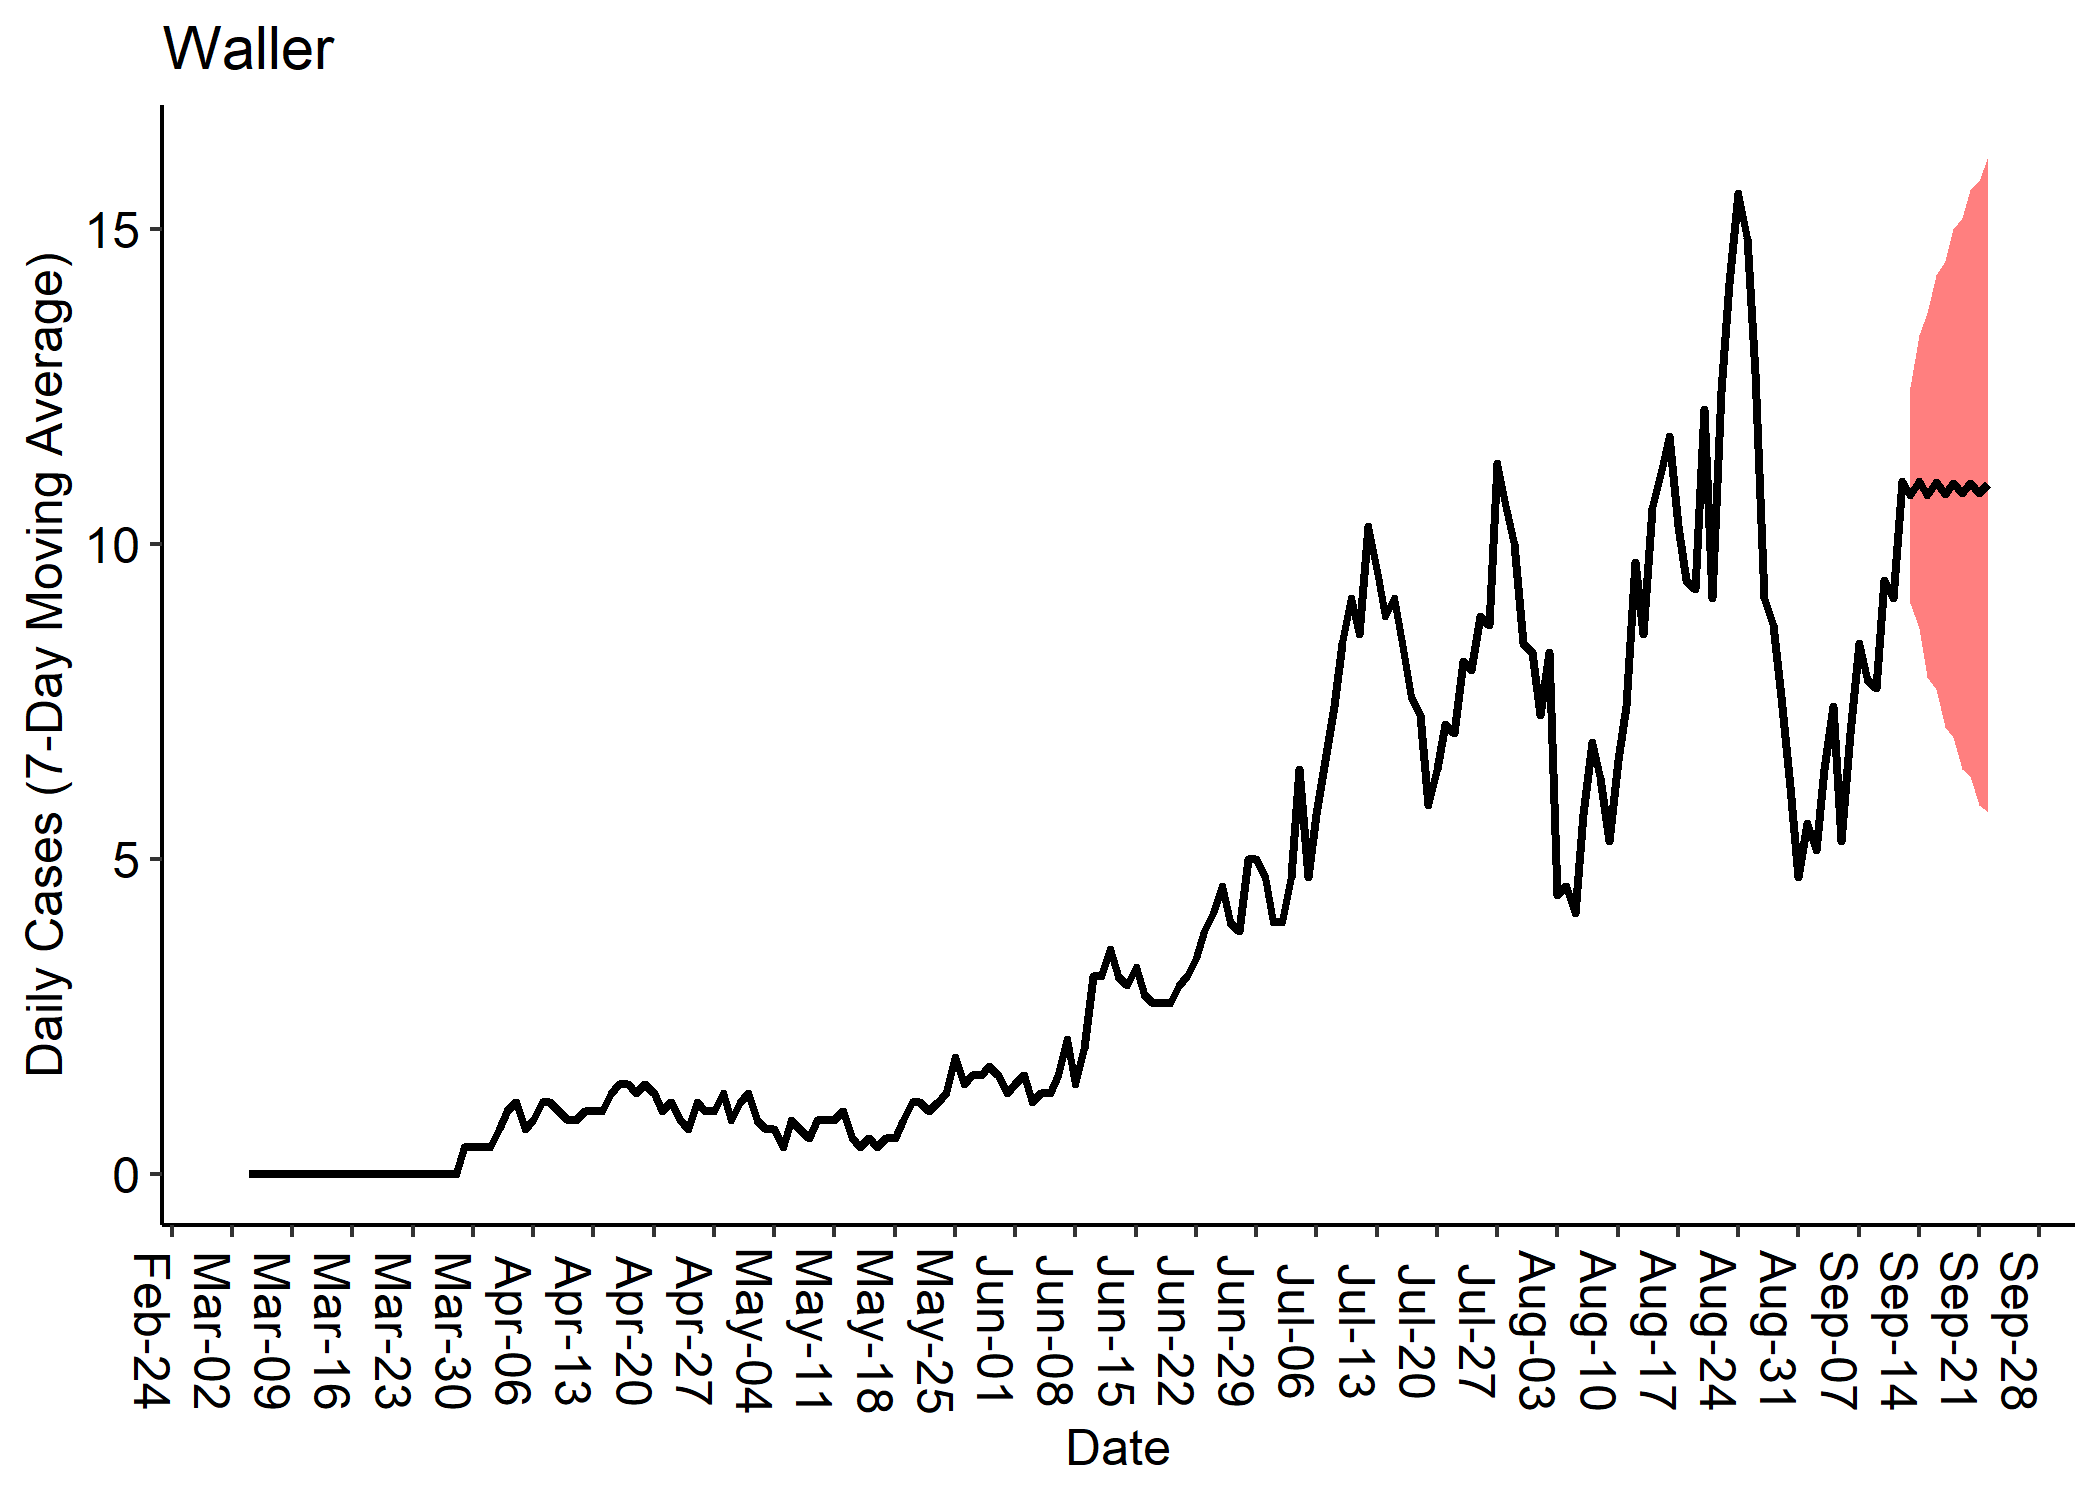 Waller
Daily Cases (7-Day Moving Average)
15
10
5
0
Feb-24
Mar-02
Mar-09
Mar-16
Mar-23
Mar-30
Apr-06
Apr-13
Apr-20
Apr-27
May-04
May-11
May-18
May-25
Jun-01
Jun-08
Jun-15
Jun-22
Jun-29
Jul-06
Jul-13
Jul-20
Jul-27
Aug-03
Aug-10
Aug-17
Aug-24
Aug-31
Sep-07
Sep-14
Sep-21
Sep-28
Date